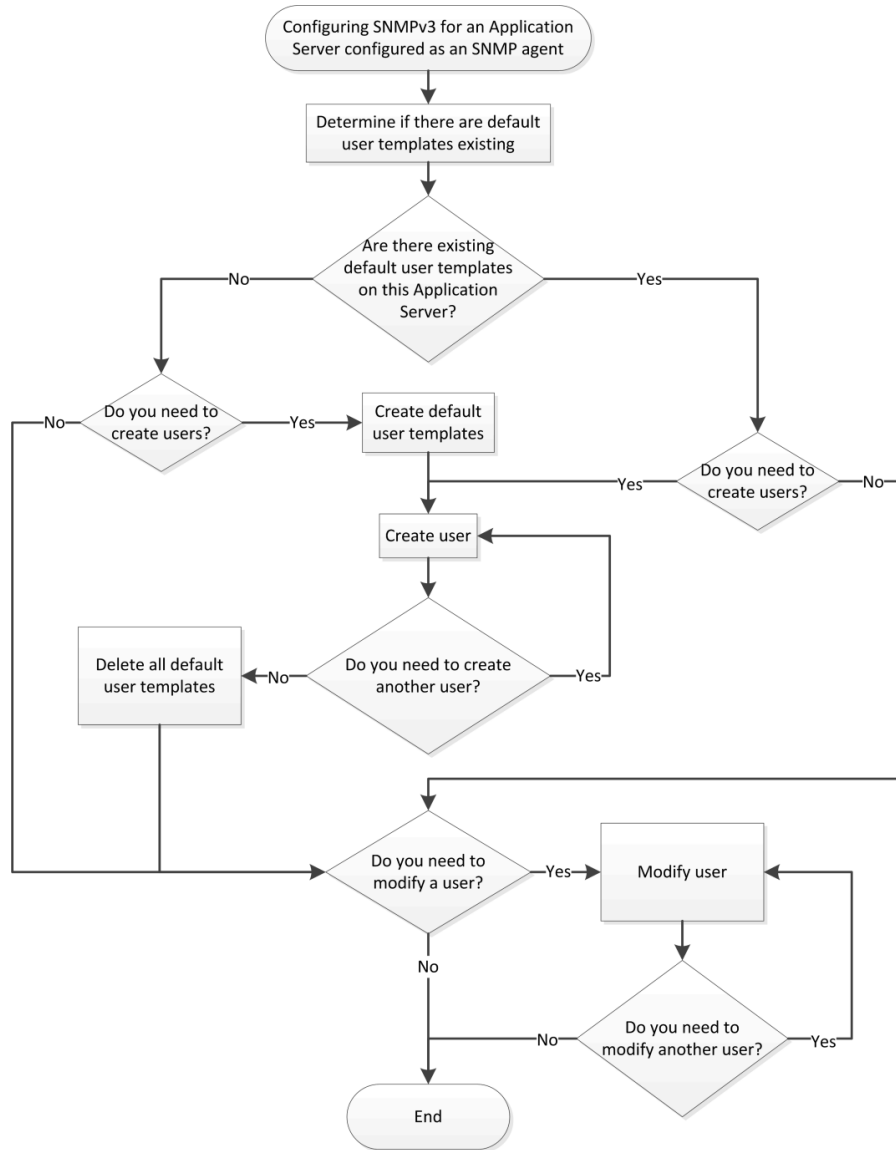 Configuring SNMPv3 for an Application
Server configured as an SNMP agent
Determine if there are default
user templates existing
Are there existing
default user templates
on this Application
Server?
No
Yes
No
Do you need to
create users?
Yes
Create default
user templates
Yes
Do you need to
create users?
No
Create user
Delete all default
user templates
No
Do you need to create
another user?
Yes
Do you need to
modify a user?
Yes
Modify user
No
No
Do you need to
modify another user?
Yes
End